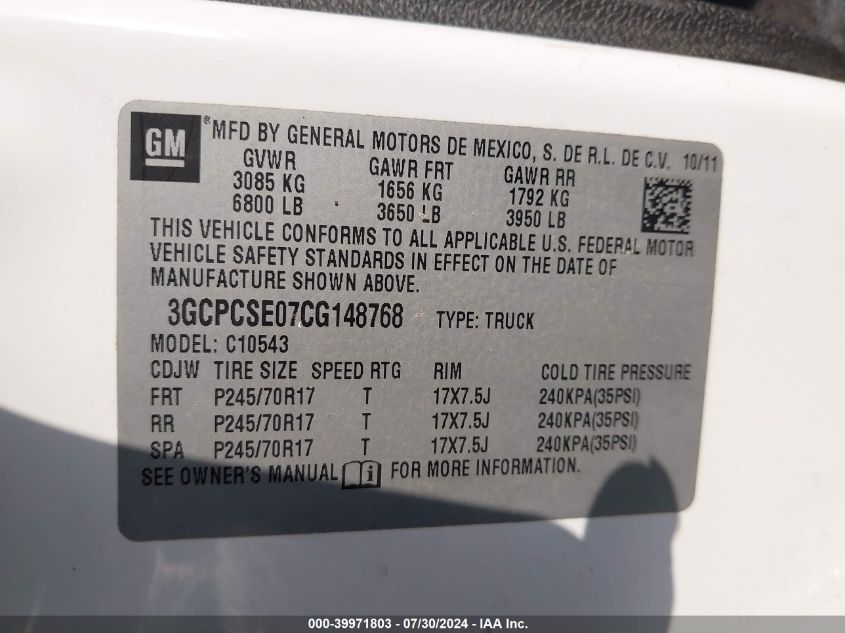 GM
® MFD BY GENERAL MOTORS DE MEXICO, S. DE R.L. DE C.V. 10/11
GVWR GAWR FRT GAWR RR
3085 KG 1656 KG 1792 KG
6800 LB 3650 LB 3950 LB
THIS VEHICLE CONFORMS TO ALL APPLICABLE U.S. FEDERAL MOTOR
VEHICLE SAFETY STANDARDS IN EFFECT ON THE DATE OF
MANUFACTURE SHOWN ABOVE.
3GCPCSE07CG148768 TYPE: TRUCK
MODEL: C10543
CDJW TIRE SIZE SPEED RTG RIM COLD TIRE PRESSURE
FRT P245/70R17 T 17X7.5J 240KPA(35PSI)
RR P245/70R17 T 17X7.5J 240KPA(35PSI)
SPA P245/70R17 T 17X7.5J 240KPA(35PSI)
SEE OWNER'S MANUAL i FOR MORE INFORMATION.
000-39971803 - 07/30/2024 - IAA Inc.